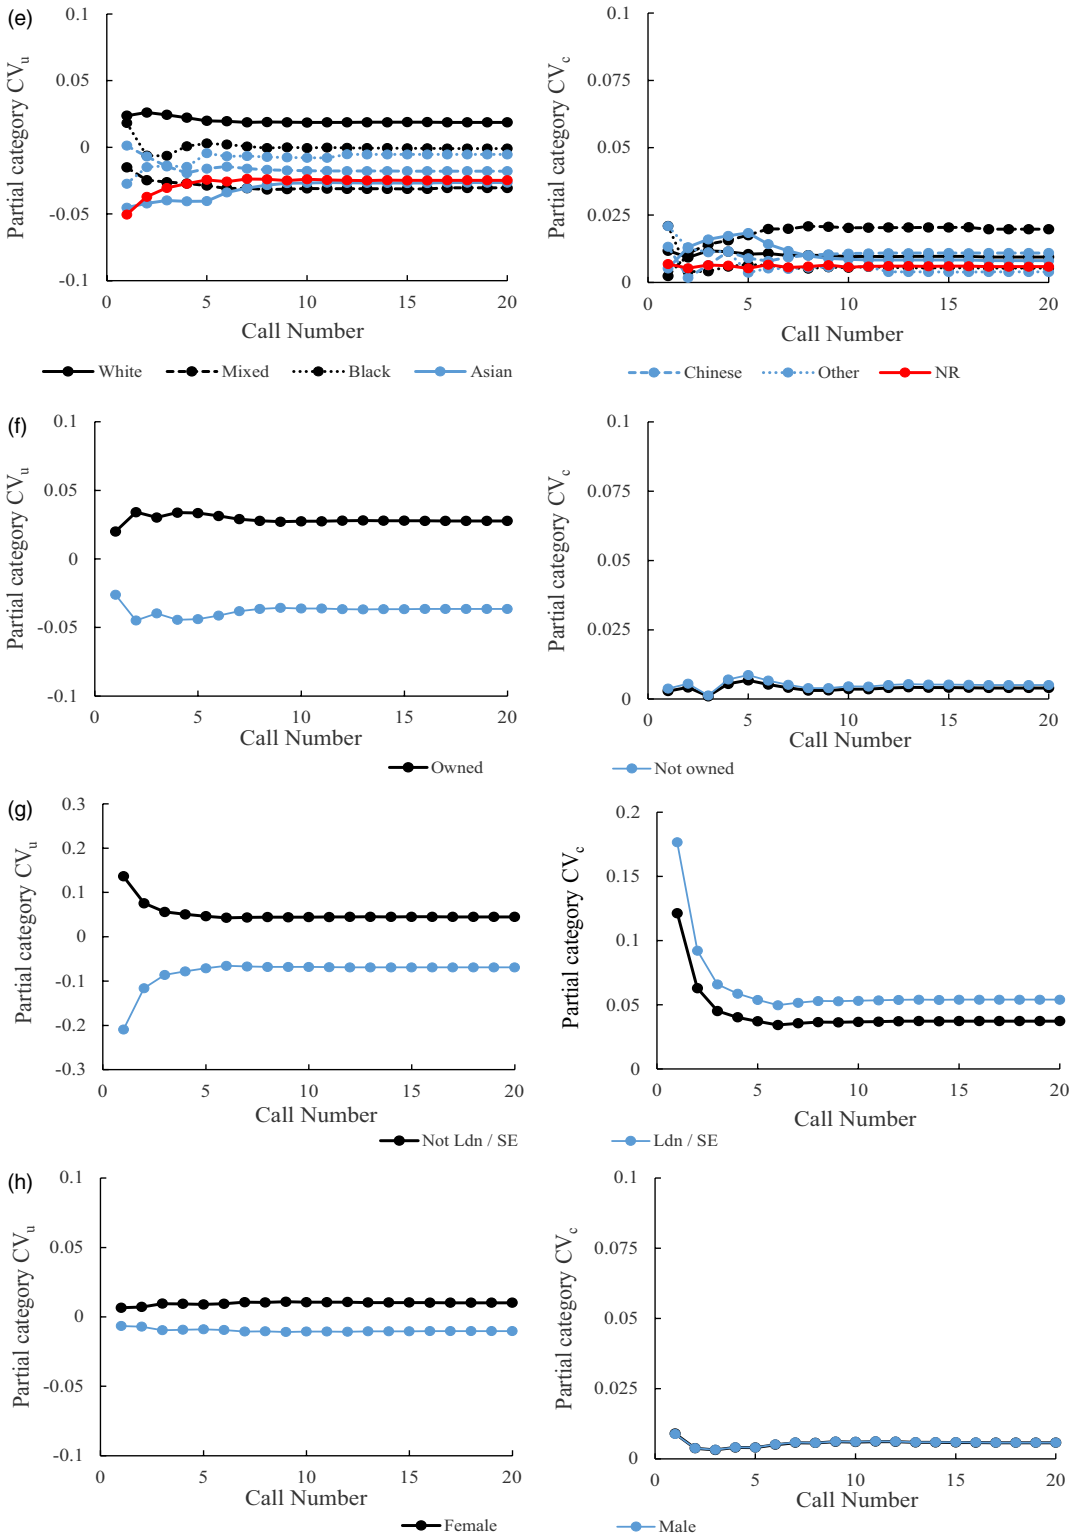 (e)
Partial category CVu
0.1
0.05
0
-0.05
-0.1
0 5 10 15 20
Call Number
Partial category CVc
0.1
0.075
0.05
0.025
0
0 5 10 15 20
Call Number
White Mixed Black Asian Chinese Other NR
(f)
Partial category CVu
0.1
0.05
0
-0.05
-0.1
0 5 10 15 20
Call Number
Partial category CVc
0.1
0.075
0.05
0.025
0
0 5 10 15 20
Call Number
Owned Not owned
(g)
Partial category CVu
0.3
0.2
0.1
0
-0.1
-0.2
-0.3
0 5 10 15 20
Call Number
Partial category CVc
0.2
0.15
0.1
0.05
0
0 5 10 15 20
Call Number
Not Ldn / SE Ldn / SE
(h)
Partial category CVu
0.1
0.05
0
-0.05
-0.1
0 5 10 15 20
Call Number
Partial category CVc
0.1
0.075
0.05
0.025
0
0 5 10 15 20
Call Number
Female Male